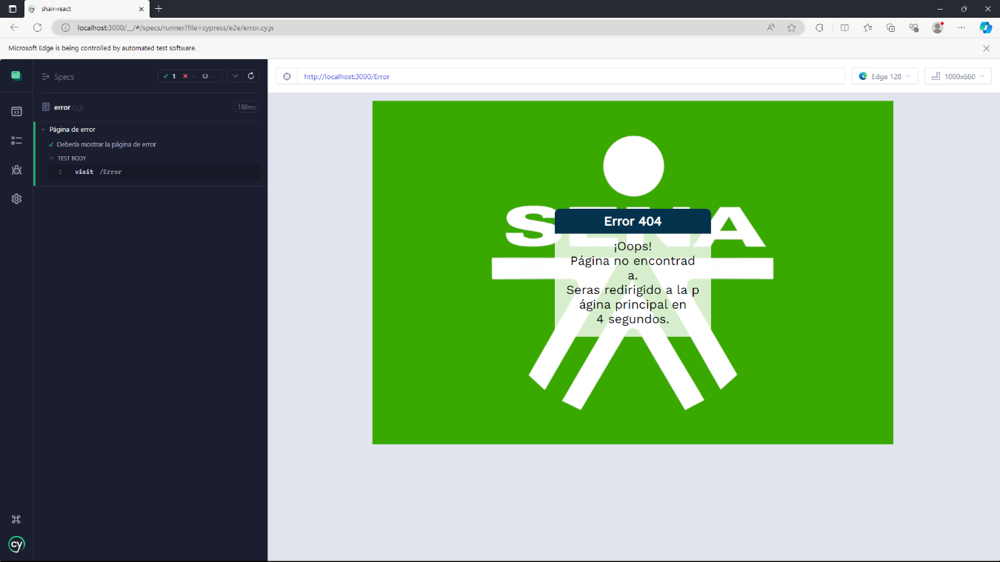 shair-react
localhost:3000/__/#/specs/runner?file=cypress/e2e/error.cy.js
Microsoft Edge is being controlled by automated test software.
Specs
1
--
--
error.cy.js
186ms
Página de error
Debería mostrar la página de error
TEST BODY
1 visit /Error
cy
http://localhost:3000/Error
Edge 128
1000x660
SENA
Error 404
¡Oops!
Página no encontrad
a.
Seras redirigido a la p
ágina principal en
4 segundos.